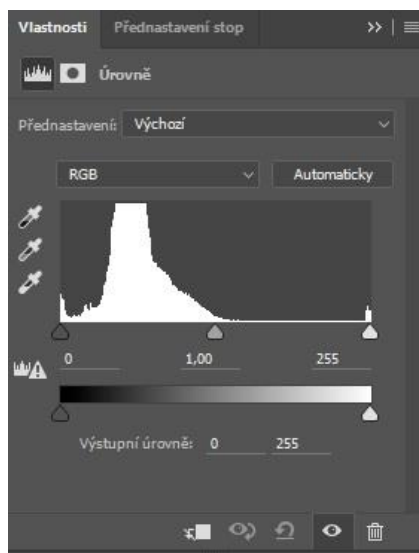 Vlastnosti Přednastavení stop
Úrovně
Přednastavení: Výchozí
RGB Automaticky
0 1,00 255
Výstupní úrovně: 0 255